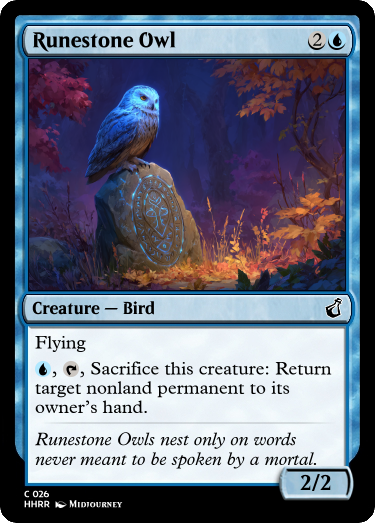 Runestone Owl 2
Creature — Bird
Flying
, , Sacrifice this creature: Return
target nonland permanent to its
owner's hand.
Runestone Owls nest only on words
never meant to be spoken by a mortal.
2/2
C 026
HHRR MIDJOURNEY